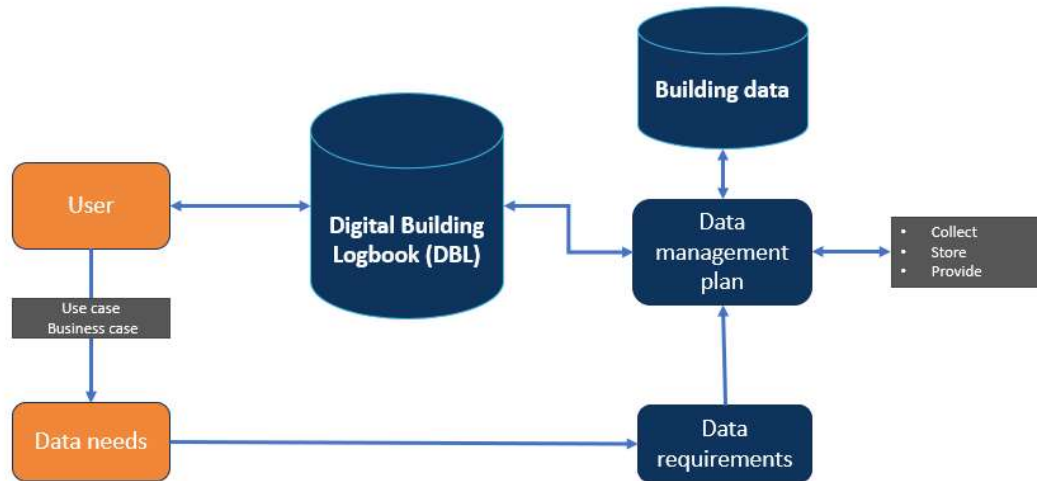 Building data
User
Digital Building
Logbook (DBL)
Data
management
plan
• Collect
• Store
• Provide
Use case
Business case
Data needs
Data
requirements